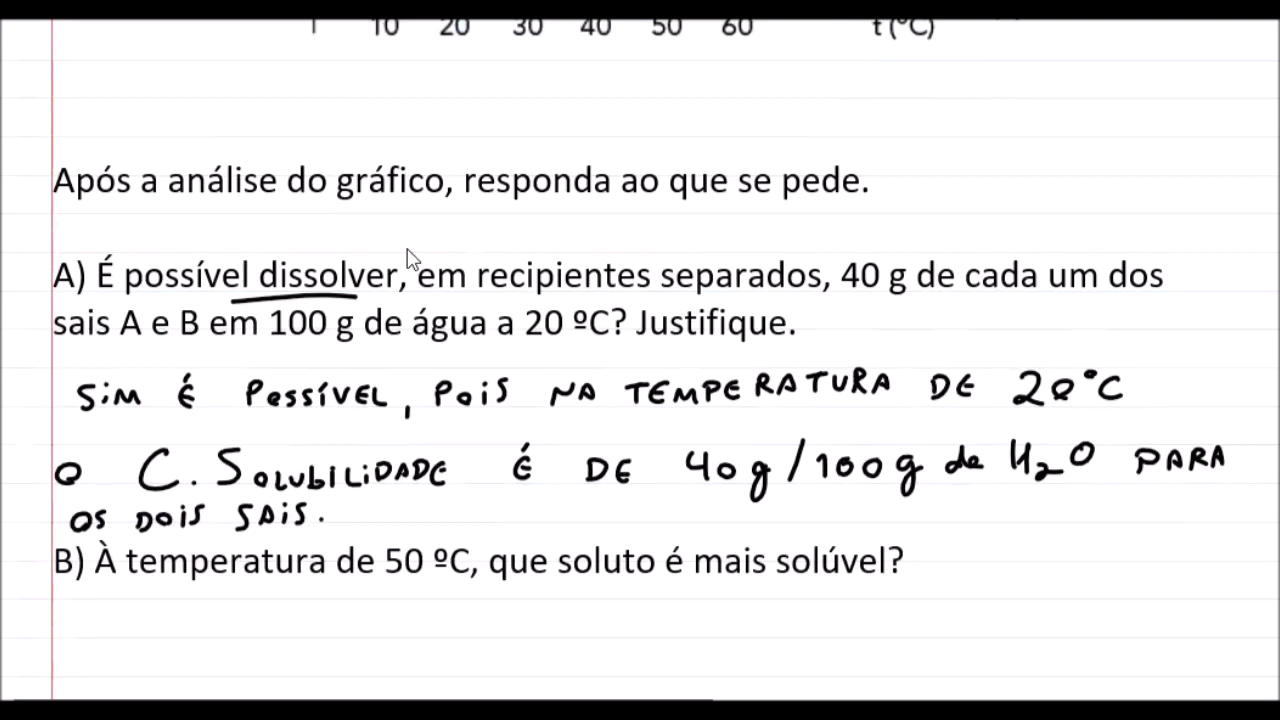 10 20 30 40 50 60 t (ºC)
Após a análise do gráfico, responda ao que se pede.
A) É possível dissolver, em recipientes separados, 40 g de cada um dos
sais A e B em 100 g de água a 20 ºC? Justifique.
SiM É POSSÍVEL, POiS NA TEMPERATURA DE 20°C
O C. SOLUBILiDADE É DE 40g/100g de H₂O PARA
OS DOiS SAiS.
B) À temperatura de 50 ºC, que soluto é mais solúvel?